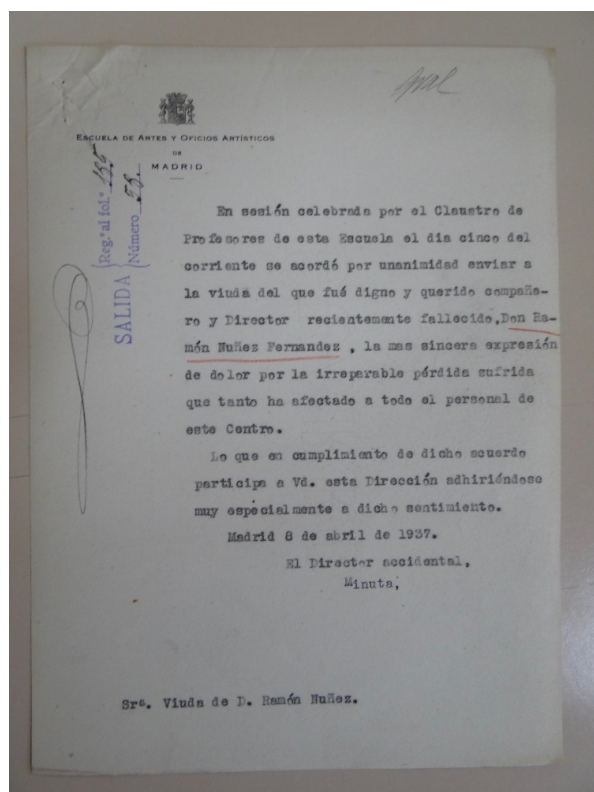 ESCUELA DE ARTES Y OFICIOS ARTÍSTICOS
DE
MADRID
SALIDA
Reg.º al fol.º 135
Número 58
En sesión celebrada por el Claustro de
Profesores de esta Escuela el dia cinco del
corriente se acordó por unanimidad enviar a
la viuda del que fué digno y querido compañe-
ro y Director recientemente fallecido, Don Ra-
món Nuñez Fernandez , la mas sincera expresión
de dolor por la irreparable pérdida sufrida
que tanto ha afectado a todo el personal de
este Centro.
Lo que en cumplimiento de dicho acuerdo
participa a Vd. esta Dirección adhiriéndose
muy especialmente a dicho sentimiento.
Madrid 8 de abril de 1937.
El Director accidental,
Minuta,
Sra. Viuda de D. Ramón Nuñez.